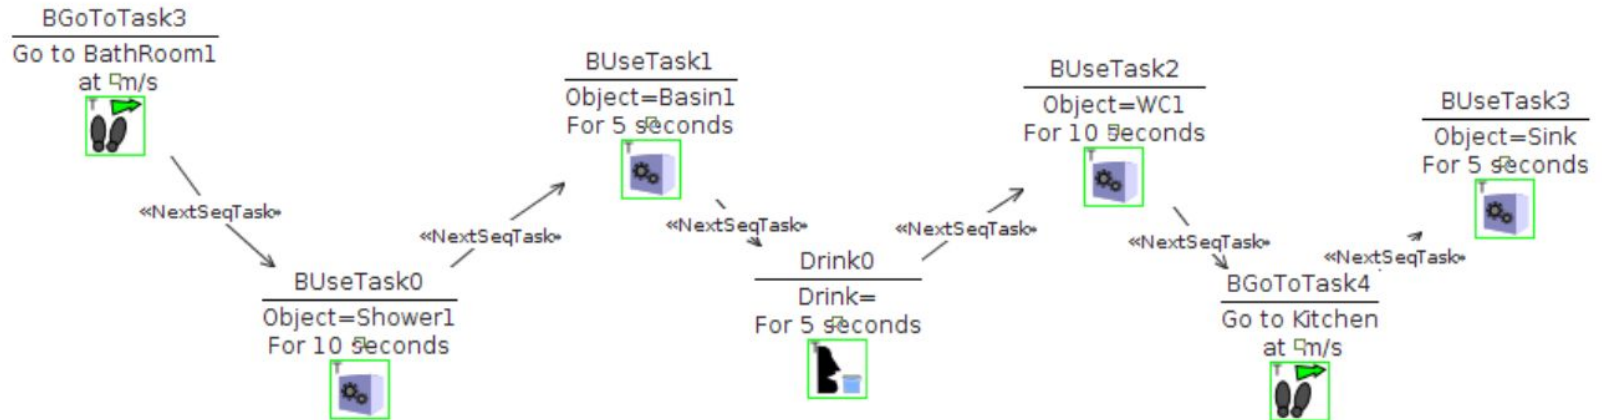 BGoToTask3
Go to BathRoom1
at m/s
«NextSeqTask»
BUseTask0
Object=Shower1
For 10 seconds
«NextSeqTask»
BUseTask1
Object=Basin1
For 5 seconds
«NextSeqTask»
Drink0
Drink=
For 5 seconds
«NextSeqTask»
BUseTask2
Object=WC1
For 10 seconds
«NextSeqTask»
BGoToTask4
Go to Kitchen
at m/s
«NextSeqTask»
BUseTask3
Object=Sink
For 5 seconds